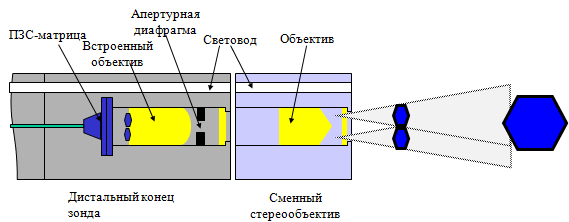 ПЗС-матрица
Встроенный
объектив
Апертурная
диафрагма
Световод
Объектив
Дистальный конец
зонда
Сменный
стереообъектив